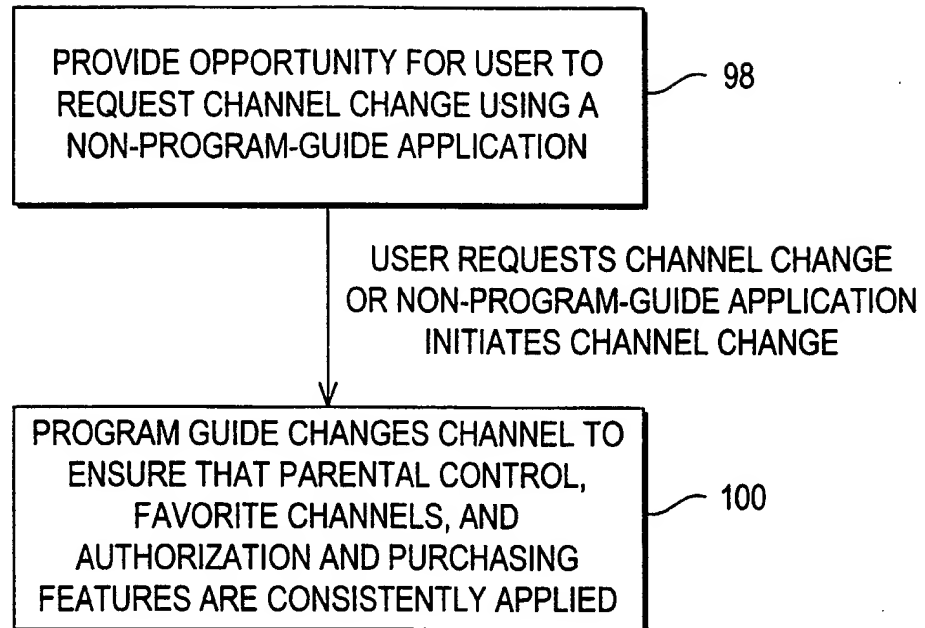 PROVIDE OPPORTUNITY FOR USER TO
REQUEST CHANNEL CHANGE USING A
NON-PROGRAM-GUIDE APPLICATION
98
USER REQUESTS CHANNEL CHANGE
OR NON-PROGRAM-GUIDE APPLICATION
INITIATES CHANNEL CHANGE
PROGRAM GUIDE CHANGES CHANNEL TO
ENSURE THAT PARENTAL CONTROL,
FAVORITE CHANNELS, AND
AUTHORIZATION AND PURCHASING
FEATURES ARE CONSISTENTLY APPLIED
100